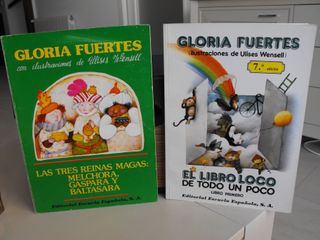 GLORIA FUERTES
con ilustraciones de Ulises Wensell
LAS TRES REINAS MAGAS:
MELCHORA,
GASPARA Y
BALTASARA
Editorial Escuela Española, S. A.
GLORIA FUERTES
(Ilustraciones de Ulises Wensell)
7.ª edición
EL LIBRO LOCO
DE TODO UN POCO
LIBRO PRIMERO
Editorial Escuela Española, S. A.